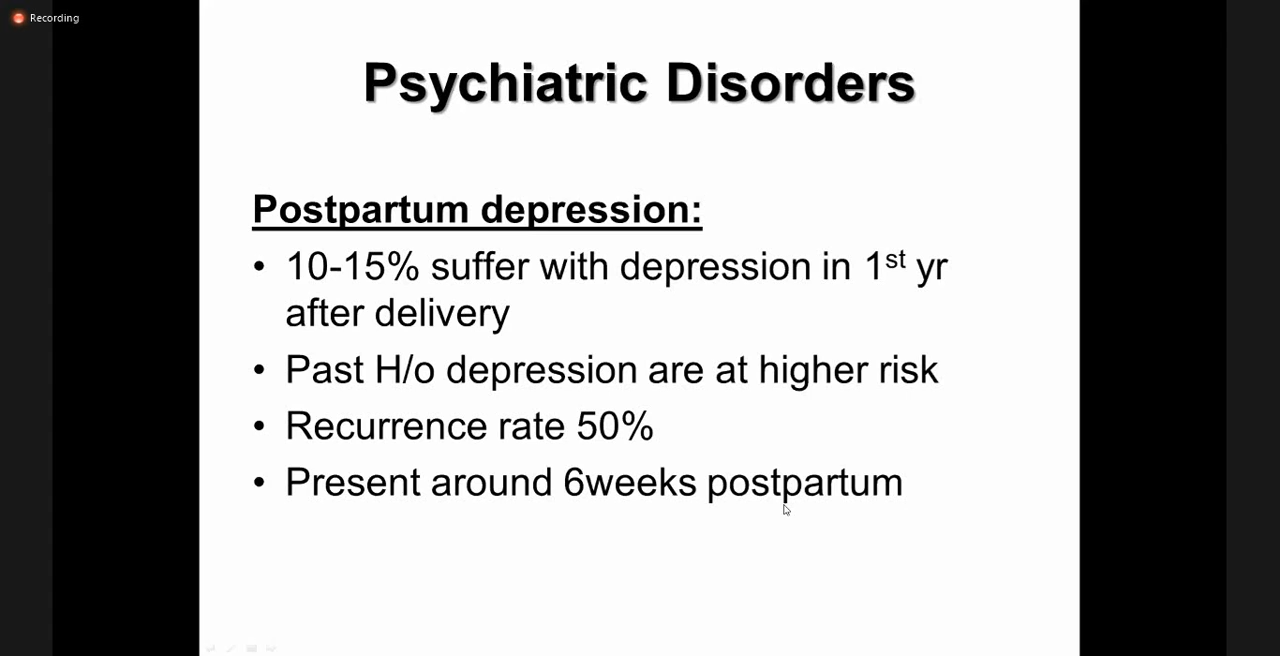 Recording
Psychiatric Disorders
Postpartum depression:
• 10-15% suffer with depression in 1st yr
after delivery
• Past H/o depression are at higher risk
• Recurrence rate 50%
• Present around 6weeks postpartum